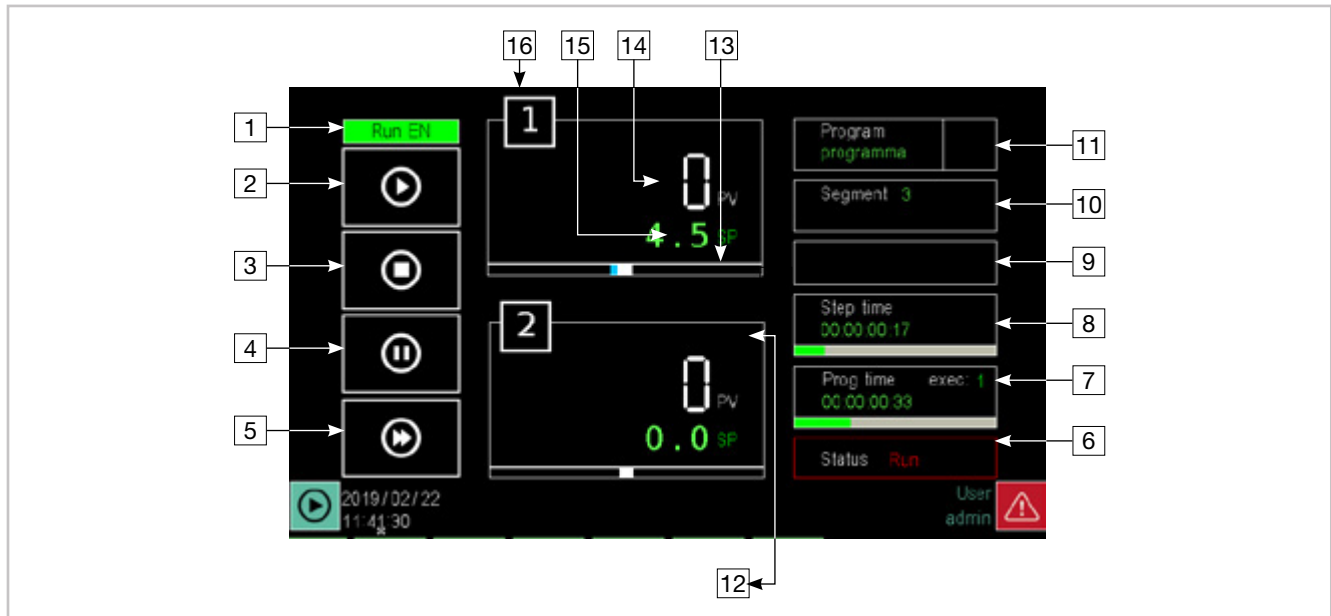 16 15 14 13
1
Run EN
2
3
4
5
1
0 PV
4.5 SP
2
0 PV
0.0 SP
Program
programma
11
Segment 3
10
9
Step time
00:00:00:17
8
Prog time exec: 1
00:00:00:33
7
6
Status Run
2019/02/22
11:41:30
User
admin
12